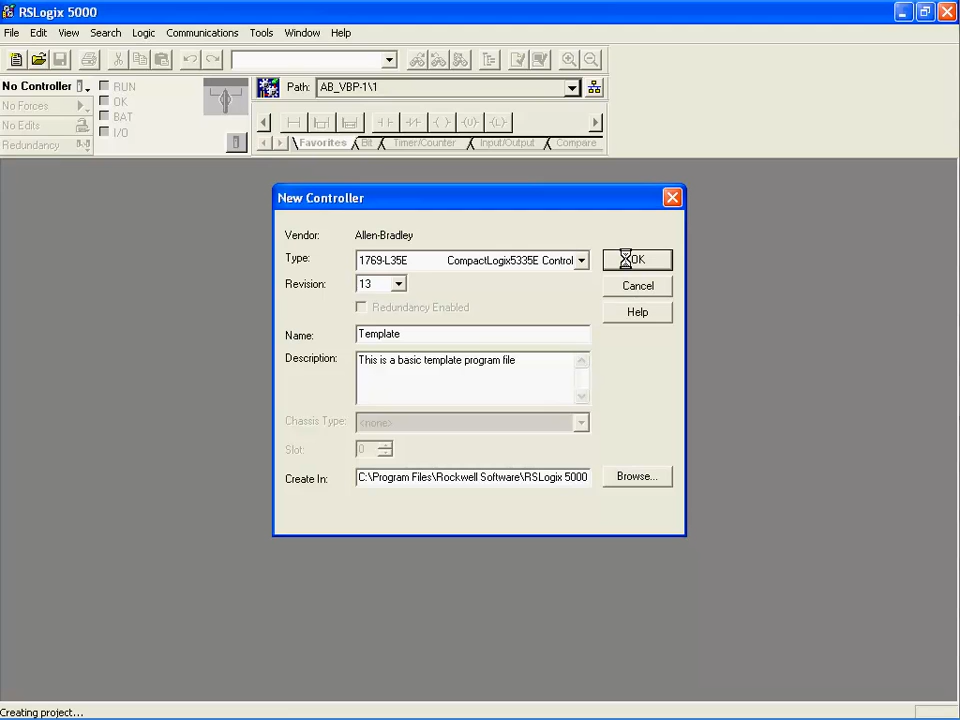 RSLogix 5000
File Edit View Search Logic Communications Tools Window Help
No Controller RUN Path: AB_VBP-1\1
No Forces OK
No Edits BAT
Redundancy I/O
Favorites Bit Timer/Counter Input/Output Compare
New Controller
Vendor: Allen-Bradley
Type: 1769-L35E CompactLogix5335E Control OK
Revision: 13 Cancel
Redundancy Enabled Help
Name: Template
Description: This is a basic template program file
Chassis Type: <none>
Slot: 0
Create In: C:\Program Files\Rockwell Software\RSLogix 5000 Browse...
Creating project...